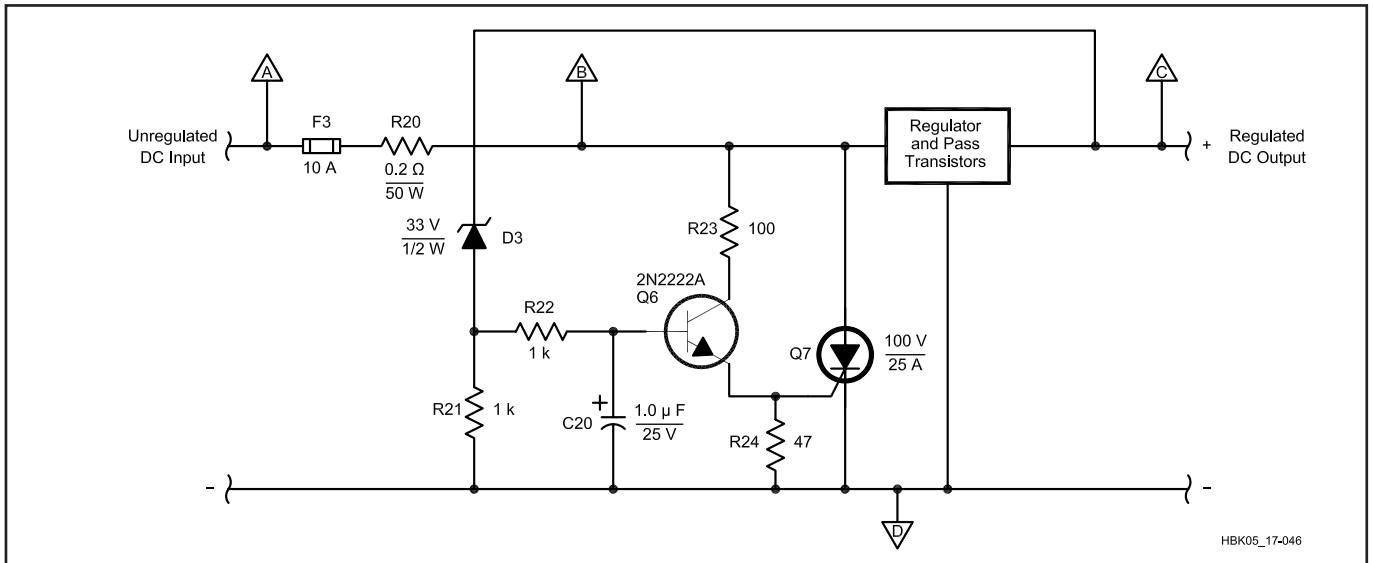 A
B
C
Unregulated
DC Input
F3
10 A
R20
0.2 Ω
50 W
Regulator
and Pass
Transistors
+
Regulated
DC Output
33 V
1/2 W
D3
R23
100
2N2222A
Q6
R22
1 k
Q7
100 V
25 A
R21
1 k
+
C20
1.0 µ F
25 V
R24
47
–
–
D
HBK05_17-046